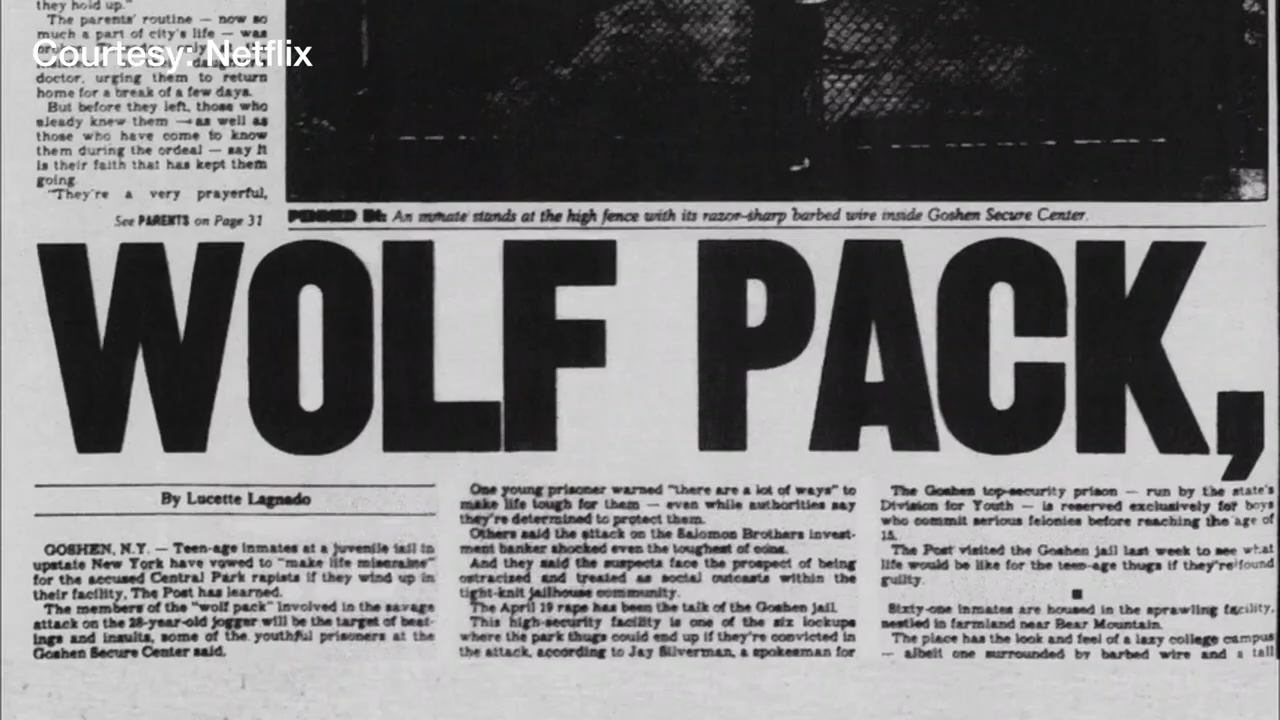 they hold up."
The parents' routine — now so
much a part of city's life — was
Courtesy: Netflix
doctor, urging them to return
home for a break of a few days.
But before they left, those who
aleady knew them — as well as
those who have come to know
them during the ordeal — say it
is their faith that has kept them
going.
"They're a very prayerful,
See PARENTS on Page 31
PENNED IN: An inmate stands at the high fence with its razor-sharp barbed wire inside Goshen Secure Center.
WOLF PACK,
By Lucette Lagnado
GOSHEN, N.Y. — Teen-age inmates at a juvenile jail in
upstate New York have vowed to "make life miserable"
for the accused Central Park rapists if they wind up in
their facility, The Post has learned.
The members of the "wolf pack" involved in the savage
attack on the 28-year-old jogger will be the target of beat-
ings and insults, some of the youthful prisoners at the
Goshen Secure Center said.
One young prisoner warned "there are a lot of ways" to
make life tough for them — even while authorities say
they're determined to protect them.
Others said the attack on the Salomon Brothers invest-
ment banker shocked even the toughest of cons.
And they said the suspects face the prospect of being
ostracized and treated as social outcasts within the
tight-knit jailhouse community.
The April 19 rape has been the talk of the Goshen jail.
This high-security facility is one of the six lockups
where the park thugs could end up if they're convicted in
the attack, according to Jay Silverman, a spokesman for
The Goshen top-security prison — run by the state's
Division for Youth — is reserved exclusively for boys
who commit serious felonies before reaching the age of
15.
The Post visited the Goshen jail last week to see what
life would be like for the teen-age thugs if they're found
guilty.
Sixty-one inmates are housed in the sprawling facility,
nestled in farmland near Bear Mountain.
The place has the look and feel of a lazy college campus
— albeit one surrounded by barbed wire and a tall